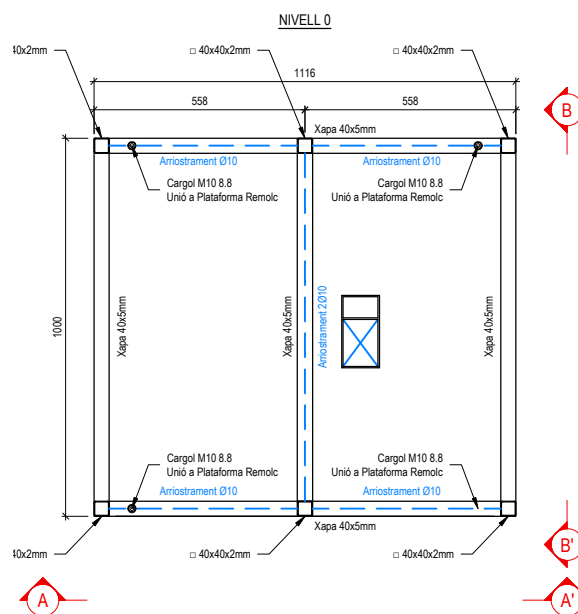 NIVELL 0
40x2mm
□ 40x40x2mm
□ 40x40x2mm
1116
558
558
B
Xapa 40x5mm
Arriostrament Ø10
Arriostrament Ø10
Cargol M10 8.8
Unió a Plataforma Remolc
Cargol M10 8.8
Unió a Plataforma Remolc
1000
Xapa 40x5mm
Xapa 40x5mm
Arriostrament 2Ø10
Xapa 40x5mm
Cargol M10 8.8
Unió a Plataforma Remolc
Cargol M10 8.8
Unió a Plataforma Remolc
Arriostrament Ø10
Arriostrament Ø10
Xapa 40x5mm
40x2mm
□ 40x40x2mm
□ 40x40x2mm
B'
A
A'